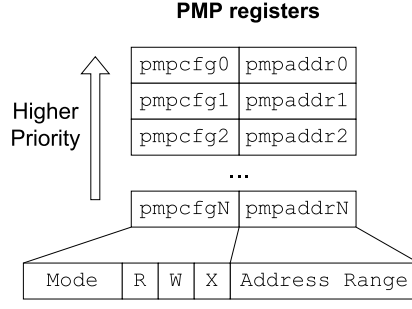 PMP registers
Higher
Priority
pmpcfg0 pmpaddr0
pmpcfg1 pmpaddr1
pmpcfg2 pmpaddr2
...
pmpcfgN pmpaddrN
Mode R W X Address Range